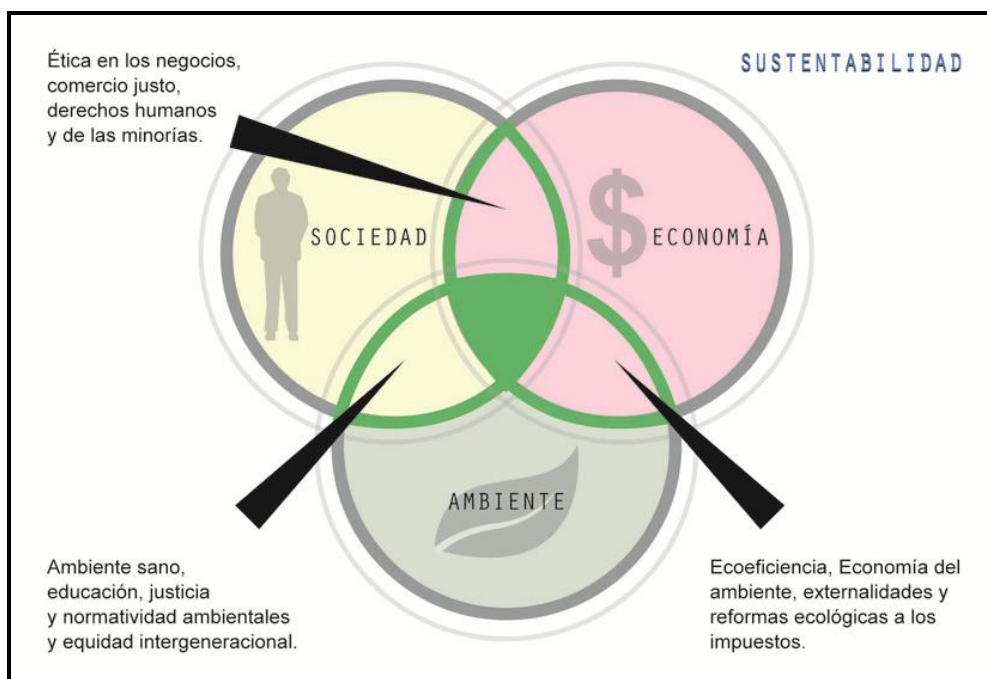 SUSTENTABILIDAD
Ética en los negocios,
comercio justo,
derechos humanos
y de las minorías.
SOCIEDAD
$
ECONOMÍA
AMBIENTE
Ambiente sano,
educación, justicia
y normatividad ambientales
y equidad intergeneracional.
Ecoeficiencia, Economía del
ambiente, externalidades y
reformas ecológicas a los
impuestos.